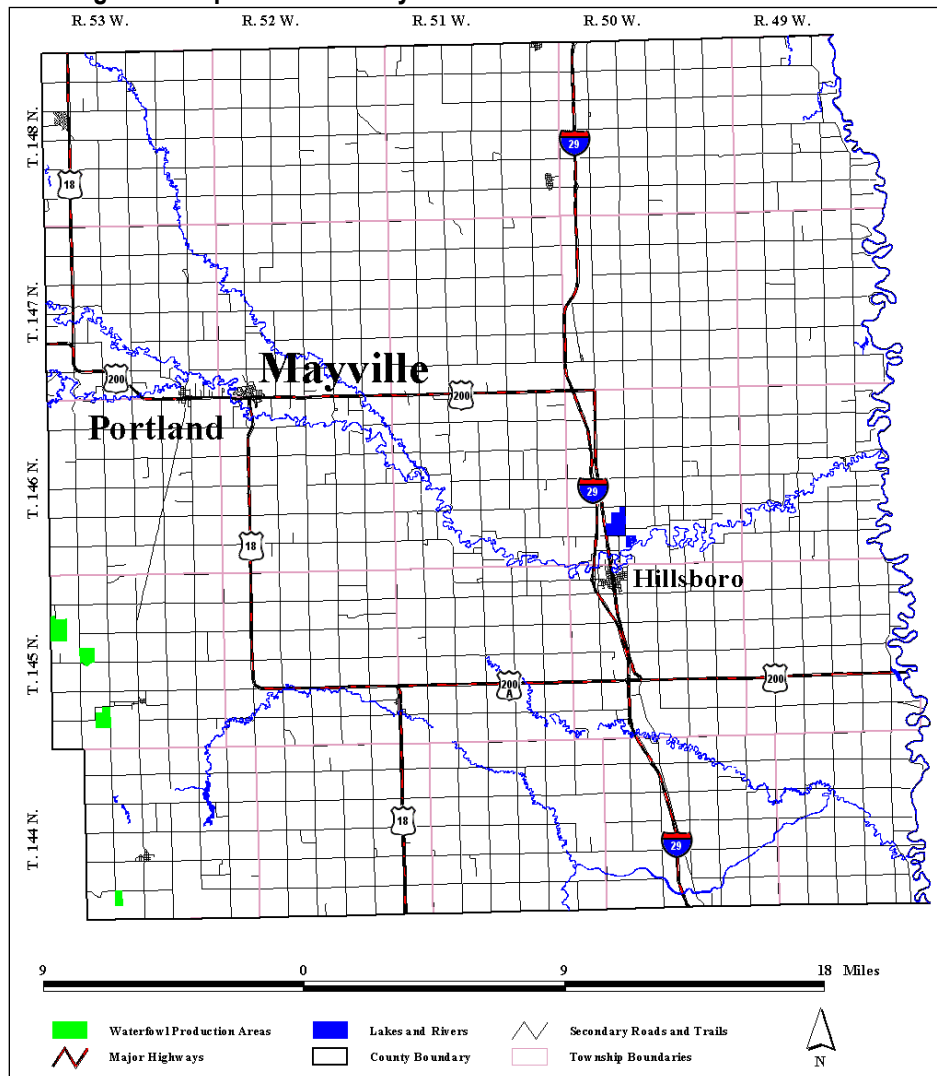 R. 53 W. R. 52 W. R. 51 W. R. 50 W. R. 49 W.
T. 148 N.
29
18
29
T. 147 N.
200
Mayville
200
Portland
T. 146 N.
29
18
Hillsboro
T. 145 N.
200 A
200
T. 144 N.
18
29
9 0 9 18 Miles
Waterfowl Production Areas Lakes and Rivers Secondary Roads and Trails
Major Highways County Boundary Township Boundaries
N